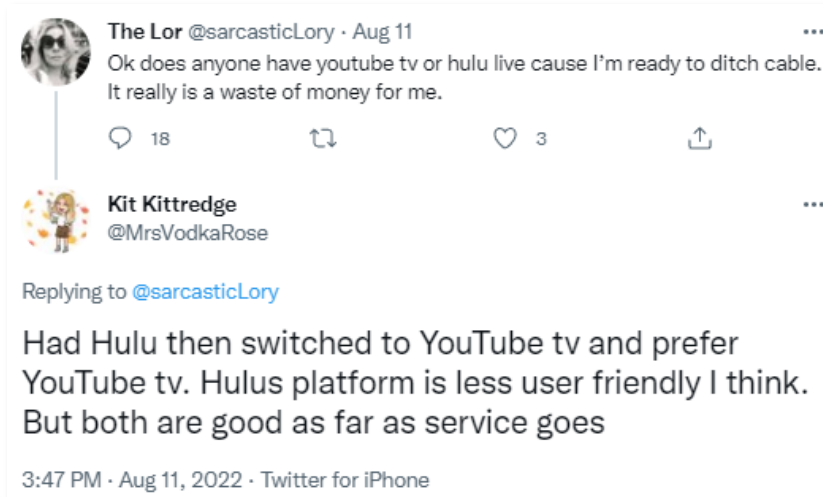 The Lor @sarcasticLory · Aug 11
Ok does anyone have youtube tv or hulu live cause I’m ready to ditch cable.
It really is a waste of money for me.
18 3
Kit Kittredge
@MrsVodkaRose
Replying to @sarcasticLory
Had Hulu then switched to YouTube tv and prefer
YouTube tv. Hulus platform is less user friendly I think.
But both are good as far as service goes
3:47 PM · Aug 11, 2022 · Twitter for iPhone